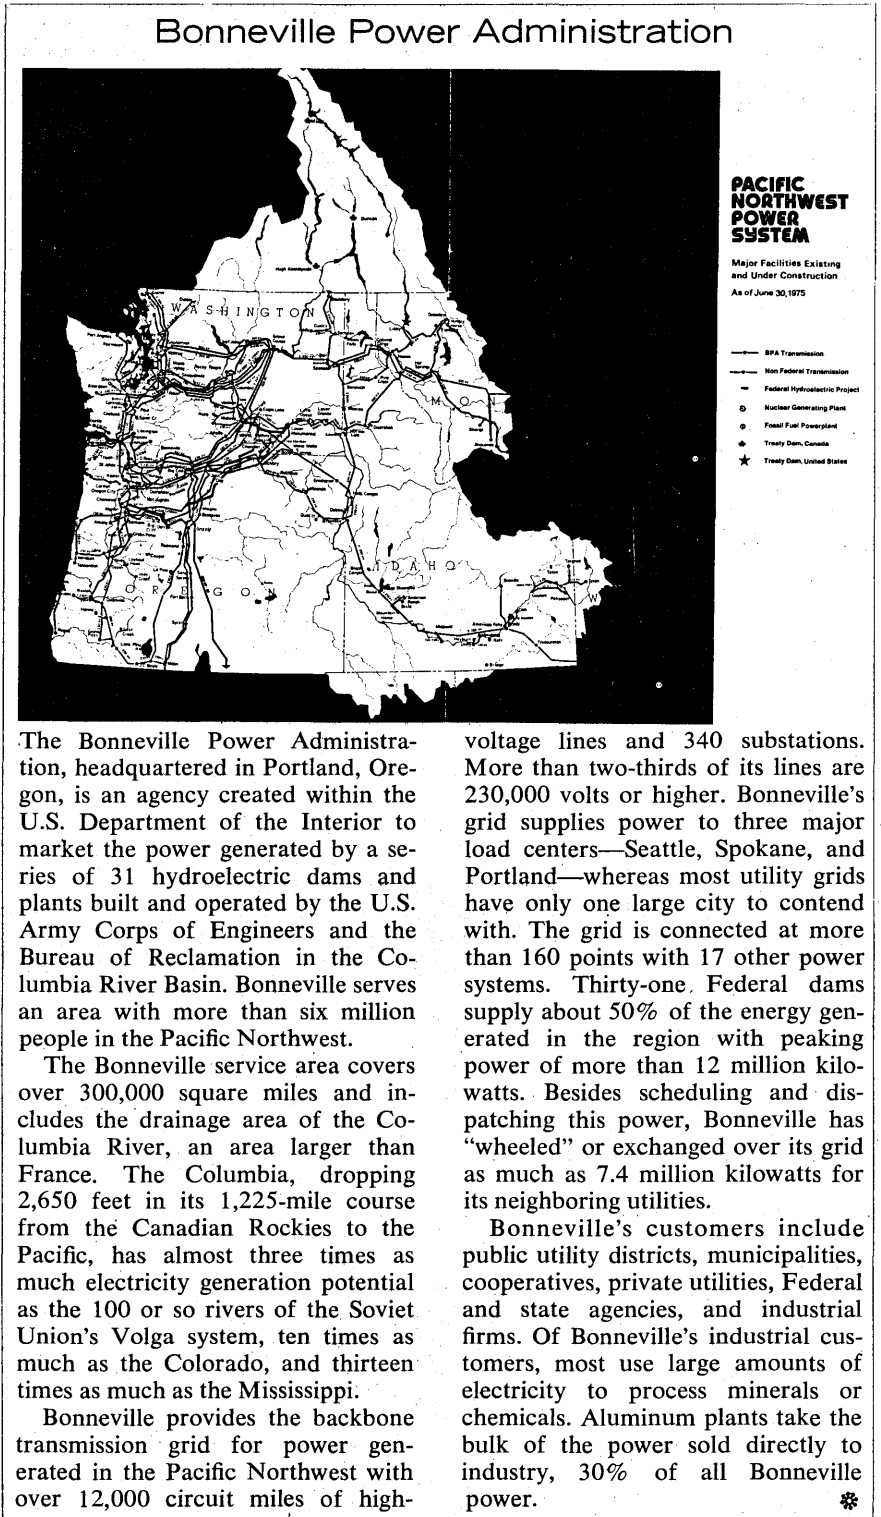 Bonneville Power Administration
PACIFIC
NORTHWEST
POWER
SYSTEM
Major Facilities Existing
and Under Construction
As of June 30, 1975
BPA Transmission
Non Federal Transmission
Federal Hydroelectric Project
Nuclear Generating Plant
Fossil Fuel Powerplant
Treaty Dam, Canada
Treaty Dam, United States
Duncan
Hugh Keenleyside
WASHINGTON
MON
IDAHO
OREGON
W
The Bonneville Power Administra-
tion, headquartered in Portland, Ore-
gon, is an agency created within the
U.S. Department of the Interior to
market the power generated by a se-
ries of 31 hydroelectric dams and
plants built and operated by the U.S.
Army Corps of Engineers and the
Bureau of Reclamation in the Co-
lumbia River Basin. Bonneville serves
an area with more than six million
people in the Pacific Northwest.
The Bonneville service area covers
over 300,000 square miles and in-
cludes the drainage area of the Co-
lumbia River, an area larger than
France. The Columbia, dropping
2,650 feet in its 1,225-mile course
from the Canadian Rockies to the
Pacific, has almost three times as
much electricity generation potential
as the 100 or so rivers of the Soviet
Union's Volga system, ten times as
much as the Colorado, and thirteen
times as much as the Mississippi.
Bonneville provides the backbone
transmission grid for power gen-
erated in the Pacific Northwest with
over 12,000 circuit miles of high-
voltage lines and 340 substations.
More than two-thirds of its lines are
230,000 volts or higher. Bonneville's
grid supplies power to three major
load centers—Seattle, Spokane, and
Portland—whereas most utility grids
have only one large city to contend
with. The grid is connected at more
than 160 points with 17 other power
systems. Thirty-one Federal dams
supply about 50% of the energy gen-
erated in the region with peaking
power of more than 12 million kilo-
watts. Besides scheduling and dis-
patching this power, Bonneville has
"wheeled" or exchanged over its grid
as much as 7.4 million kilowatts for
its neighboring utilities.
Bonneville's customers include
public utility districts, municipalities,
cooperatives, private utilities, Federal
and state agencies, and industrial
firms. Of Bonneville's industrial cus-
tomers, most use large amounts of
electricity to process minerals or
chemicals. Aluminum plants take the
bulk of the power sold directly to
industry, 30% of all Bonneville
power.